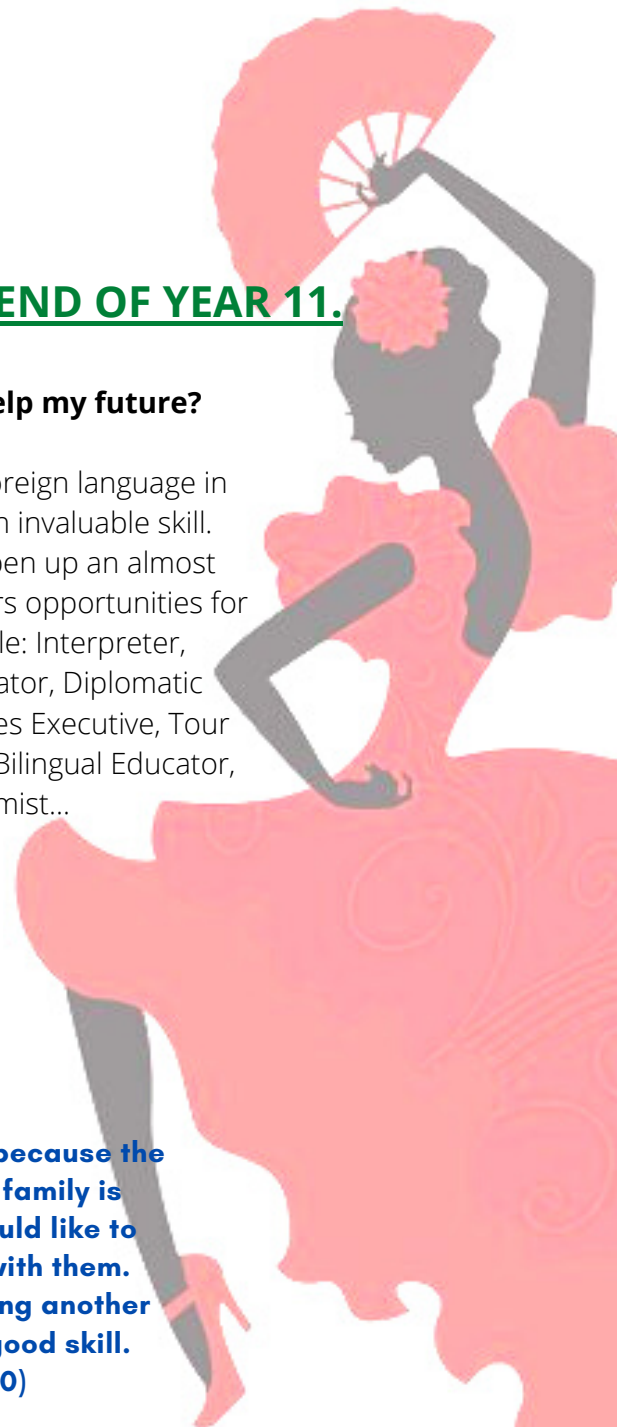 END OF YEAR 11.
elp my future?
oreign language in
n invaluable skill.
pen up an almost
rs opportunities for
le: Interpreter,
ator, Diplomatic
es Executive, Tour
Bilingual Educator,
mist...
because the
family is
uld like to
with them.
ng another
good skill.
0)